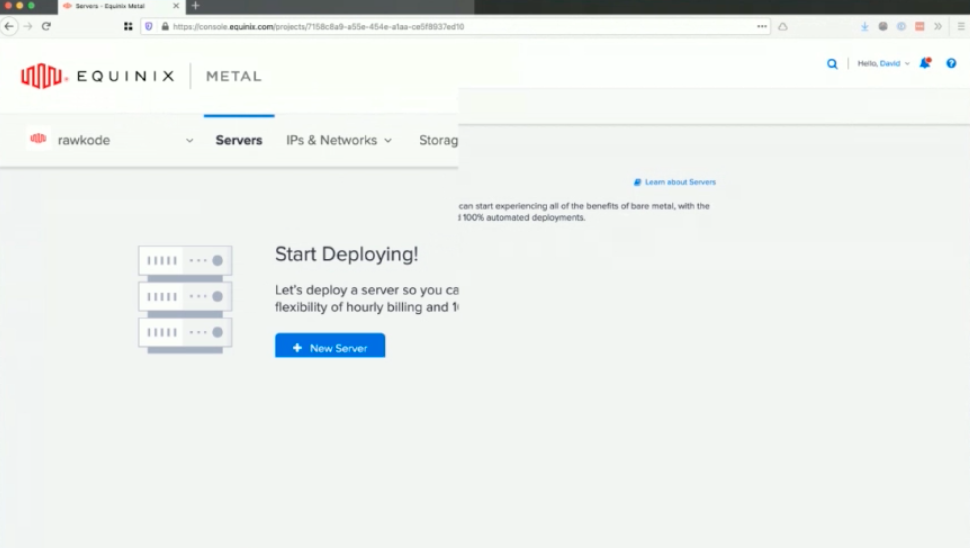 Servers - Equinix Metal
https://console.equinix.com/projects/7158c8a9-a55e-454e-a1aa-ce5f8937ed10
EQUINIX | METAL
Hello, David
rawkode
Servers
IPs & Networks
Storag
Learn about Servers
can start experiencing all of the benefits of bare metal, with the
100% automated deployments.
Start Deploying!
Let's deploy a server so you ca
flexibility of hourly billing and 1
+ New Server